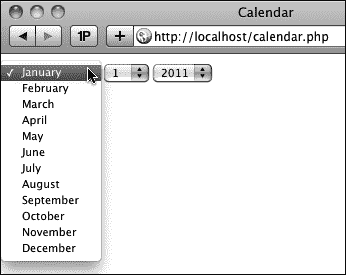 Calendar
1P + http://localhost/calendar.php
✓ January 1 2011
February
March
April
May
June
July
August
September
October
November
December